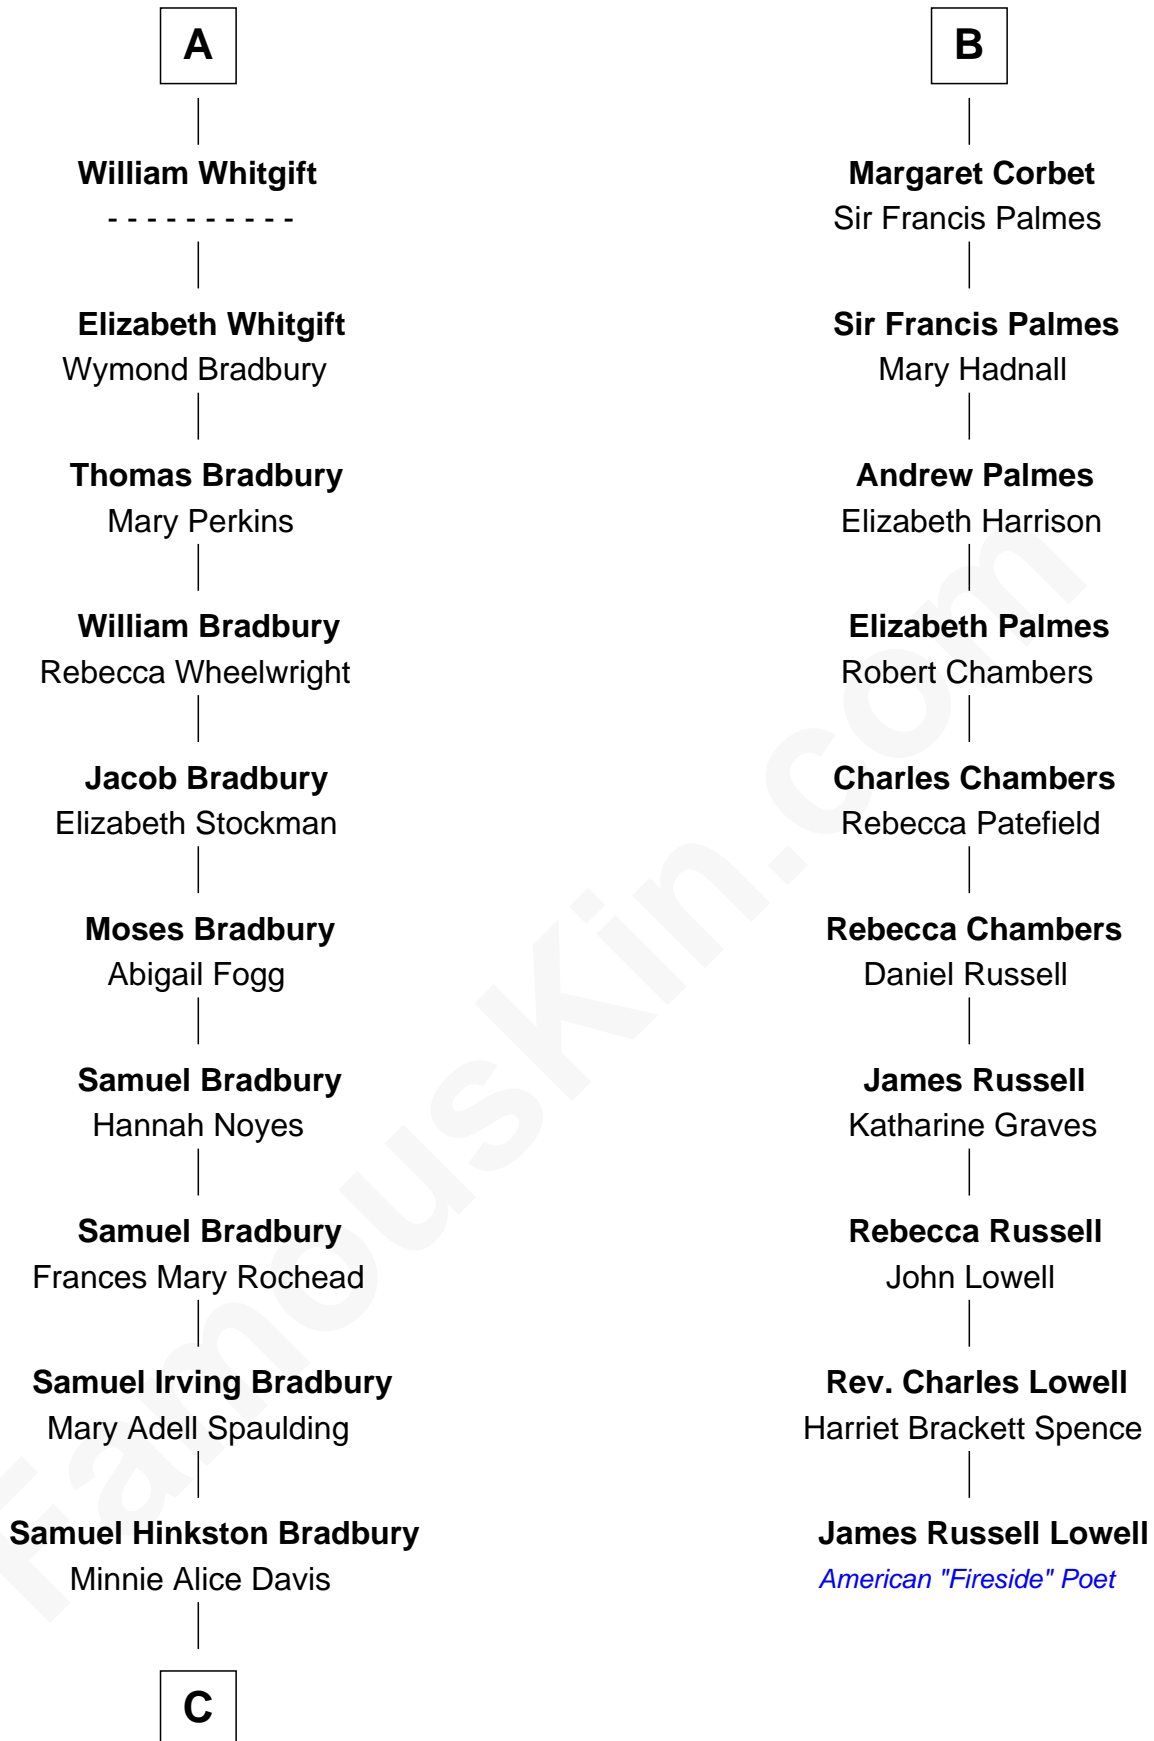 A
William Whitgift
- - - - - - - - - -
Elizabeth Whitgift
Wymond Bradbury
Thomas Bradbury
Mary Perkins
William Bradbury
Rebecca Wheelwright
Jacob Bradbury
Elizabeth Stockman
Moses Bradbury
Abigail Fogg
Samuel Bradbury
Hannah Noyes
Samuel Bradbury
Frances Mary Rochead
Samuel Irving Bradbury
Mary Adell Spaulding
Samuel Hinkston Bradbury
Minnie Alice Davis
C
B
Margaret Corbet
Sir Francis Palmes
Sir Francis Palmes
Mary Hadnall
Andrew Palmes
Elizabeth Harrison
Elizabeth Palmes
Robert Chambers
Charles Chambers
Rebecca Patefield
Rebecca Chambers
Daniel Russell
James Russell
Katharine Graves
Rebecca Russell
John Lowell
Rev. Charles Lowell
Harriet Brackett Spence
James Russell Lowell
American "Fireside" Poet
FamousKin.com